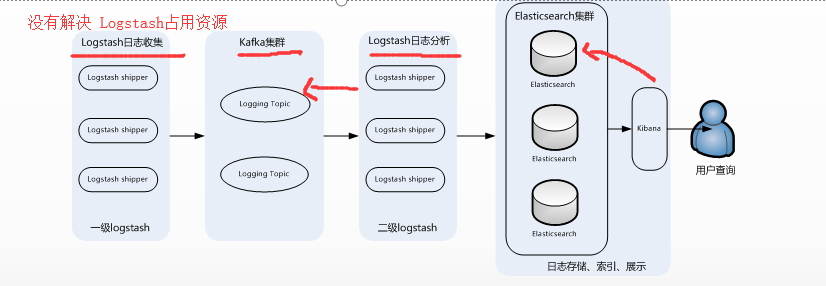 没有解决 Logstash占用资源
Logstash日志收集
Logstash shipper
Logstash shipper
Logstash shipper
一级logstash
Kafka集群
Logging Topic
Logging Topic
Logstash日志分析
Logstash shipper
Logstash shipper
Logstash shipper
二级logstash
Elasticsearch集群
Elasticsearch
Elasticsearch
Elasticsearch
Kibana
用户查询
日志存储、索引、展示